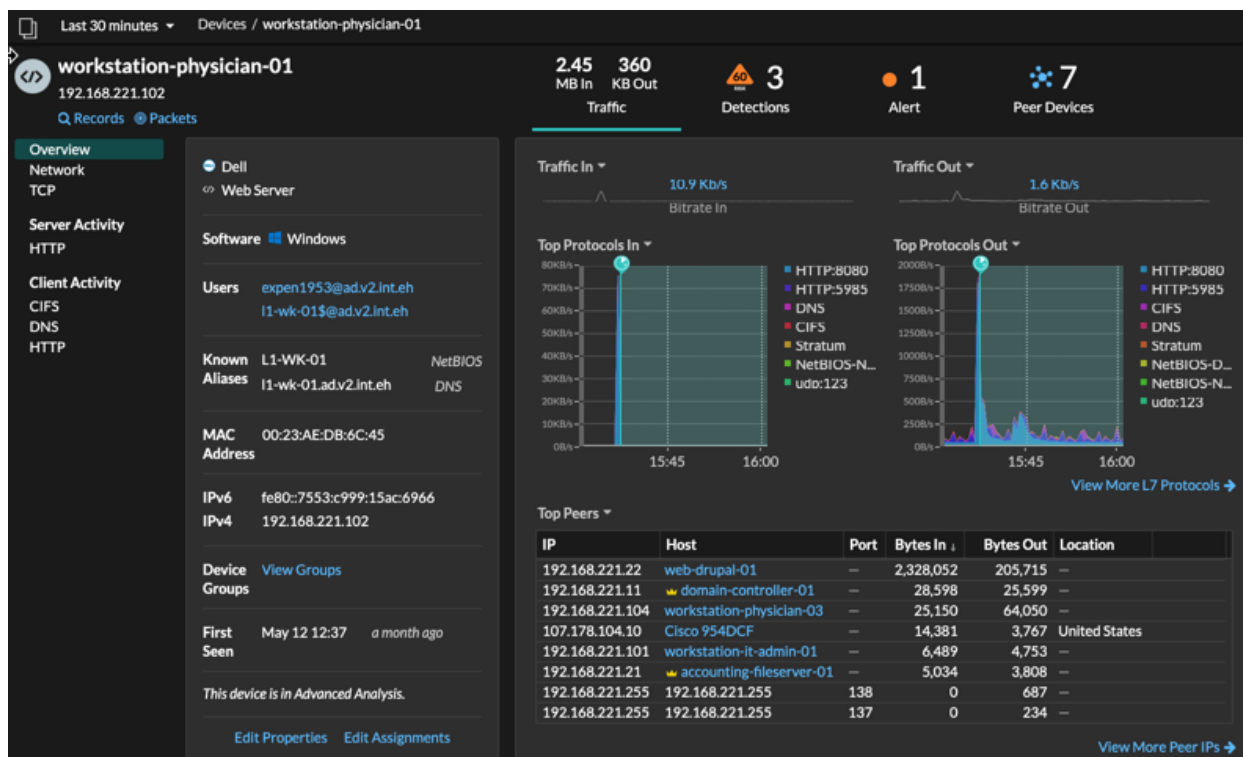 Last 30 minutes Devices / workstation-physician-01
workstation-physician-01
192.168.221.102
Records Packets
2.45 360
MB In KB Out
Traffic
60
RISK
3
Detections
1
Alert
7
Peer Devices
Overview
Network
TCP
Server Activity
HTTP
Client Activity
CIFS
DNS
HTTP
Dell
Web Server
Software Windows
Users expen1953@ad.v2.int.eh
l1-wk-01$@ad.v2.int.eh
Known Aliases L1-WK-01 NetBIOS
l1-wk-01.ad.v2.int.eh DNS
MAC Address 00:23:AE:DB:6C:45
IPv6 fe80::7553:c999:15ac:6966
IPv4 192.168.221.102
Device Groups View Groups
First Seen May 12 12:37 a month ago
This device is in Advanced Analysis.
Edit Properties Edit Assignments
Traffic In
10.9 Kb/s
Bitrate In
Traffic Out
1.6 Kb/s
Bitrate Out
Top Protocols In
80KB/s
70KB/s
60KB/s
50KB/s
40KB/s
30KB/s
20KB/s
10KB/s
0B/s
15:45 16:00
HTTP:8080
HTTP:5985
DNS
CIFS
Stratum
NetBIOS-N...
udp:123
Top Protocols Out
2000B/s
1750B/s
1500B/s
1250B/s
1000B/s
750B/s
500B/s
250B/s
0B/s
15:45 16:00
HTTP:8080
HTTP:5985
CIFS
DNS
Stratum
NetBIOS-D...
NetBIOS-N...
udp:123
View More L7 Protocols
Top Peers
IP Host Port Bytes In Bytes Out Location
192.168.221.22 web-drupal-01 — 2,328,052 205,715 —
192.168.221.11 domain-controller-01 — 28,598 25,599 —
192.168.221.104 workstation-physician-03 — 25,150 64,050 —
107.178.104.10 Cisco 954DCF — 14,381 3,767 United States
192.168.221.101 workstation-it-admin-01 — 6,489 4,753 —
192.168.221.21 accounting-fileserver-01 — 5,034 3,808 —
192.168.221.255 192.168.221.255 138 0 687 —
192.168.221.255 192.168.221.255 137 0 234 —
View More Peer IPs